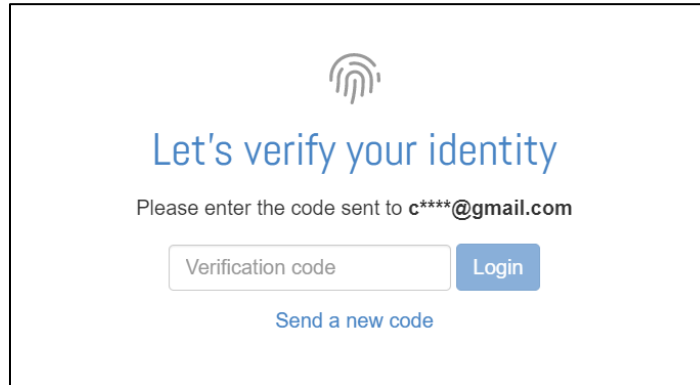 Let's verify your identity
Please enter the code sent to c****@gmail.com
Verification code Login
Send a new code